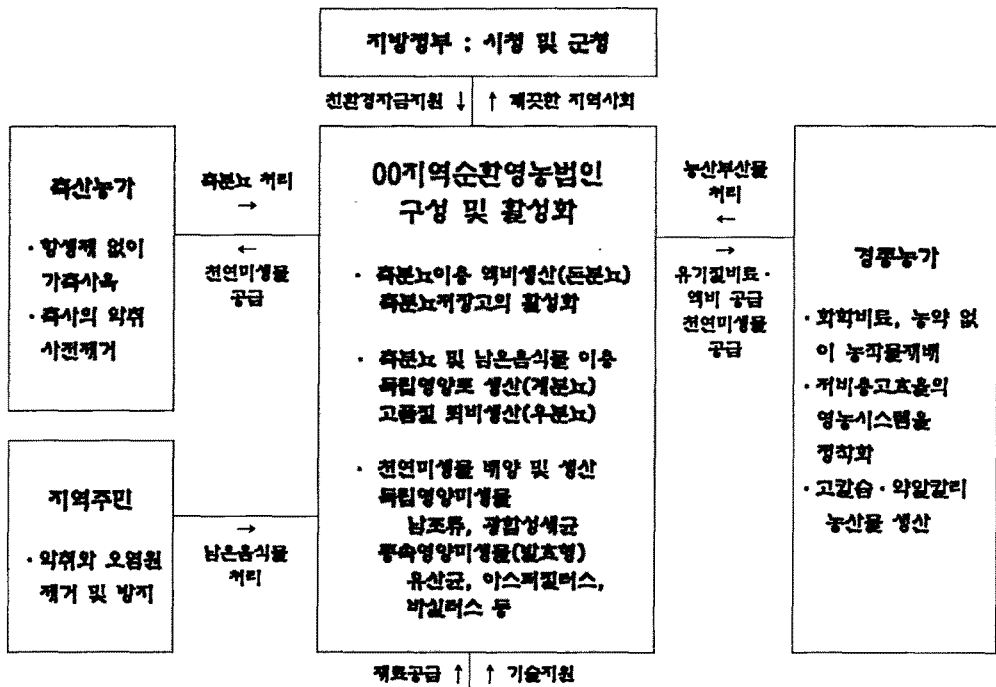 지방정부 : 시청 및 군청
친환경자금지원 ↓ ↑ 깨끗한 지역사회
축산농가
· 항생제 없이
가축사육
· 축사의 악취
사전제거
축분뇨 처리
→
←
천연미생물
공급
00지역순환영농법인
구성 및 활성화
· 축분뇨이용 액비생산(돈분뇨)
축분뇨저장고의 활성화
· 축분뇨 및 남은음식물 이용
독립영양토 생산(계분뇨)
고품질 퇴비생산(우분뇨)
· 천연미생물 배양 및 생산
독립영양미생물
남조류, 광합성세균
종속영양미생물(발효형)
유산균, 아스퍼질러스,
바실러스 등
농산부산물
처리
←
→
유기질비료·
액비 공급
천연미생물
공급
경종농가
· 화학비료, 농약 없
이 농작물재배
· 저비용고효율의
영농시스템을
정착화
· 고칼슘·약알칼리
농산물 생산
지역주민
· 악취와 오염원
제거 및 방지
→
남은음식물
처리
재료공급 ↑ ↑ 기술지원